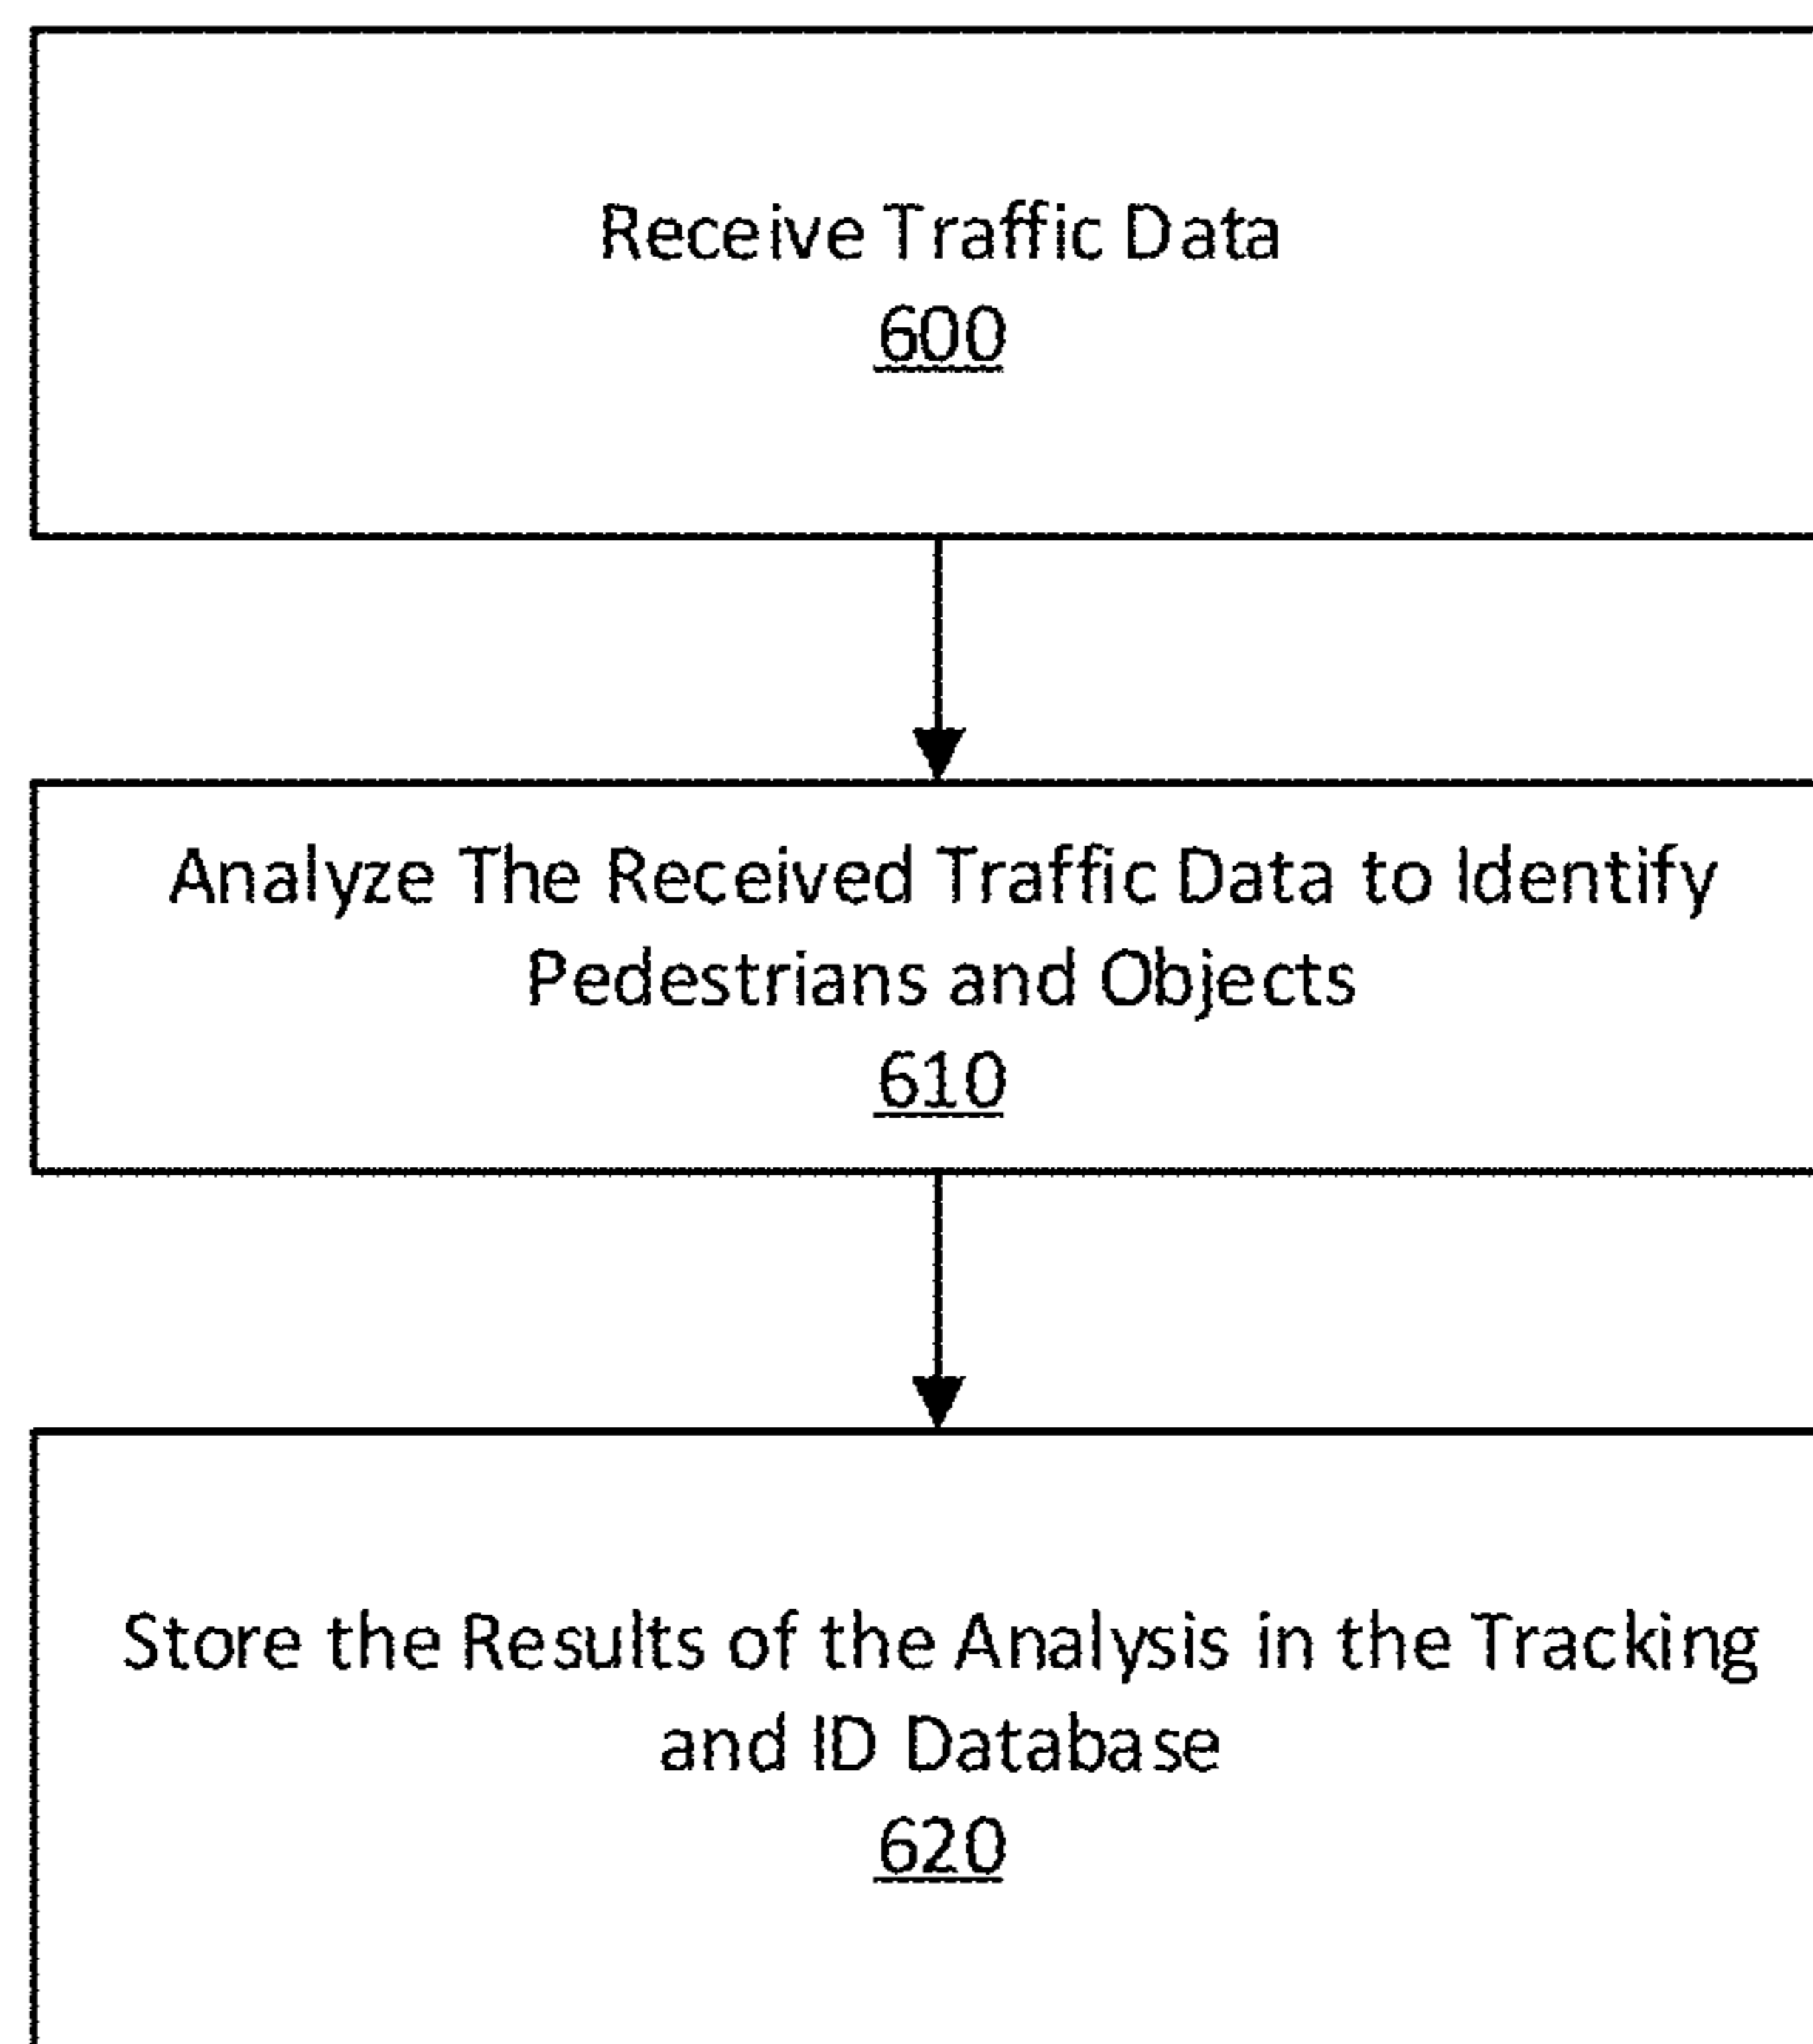 Receive Traffic Data
600
Analyze The Received Traffic Data to Identify
Pedestrians and Objects
610
Store the Results of the Analysis in the Tracking
and ID Database
620